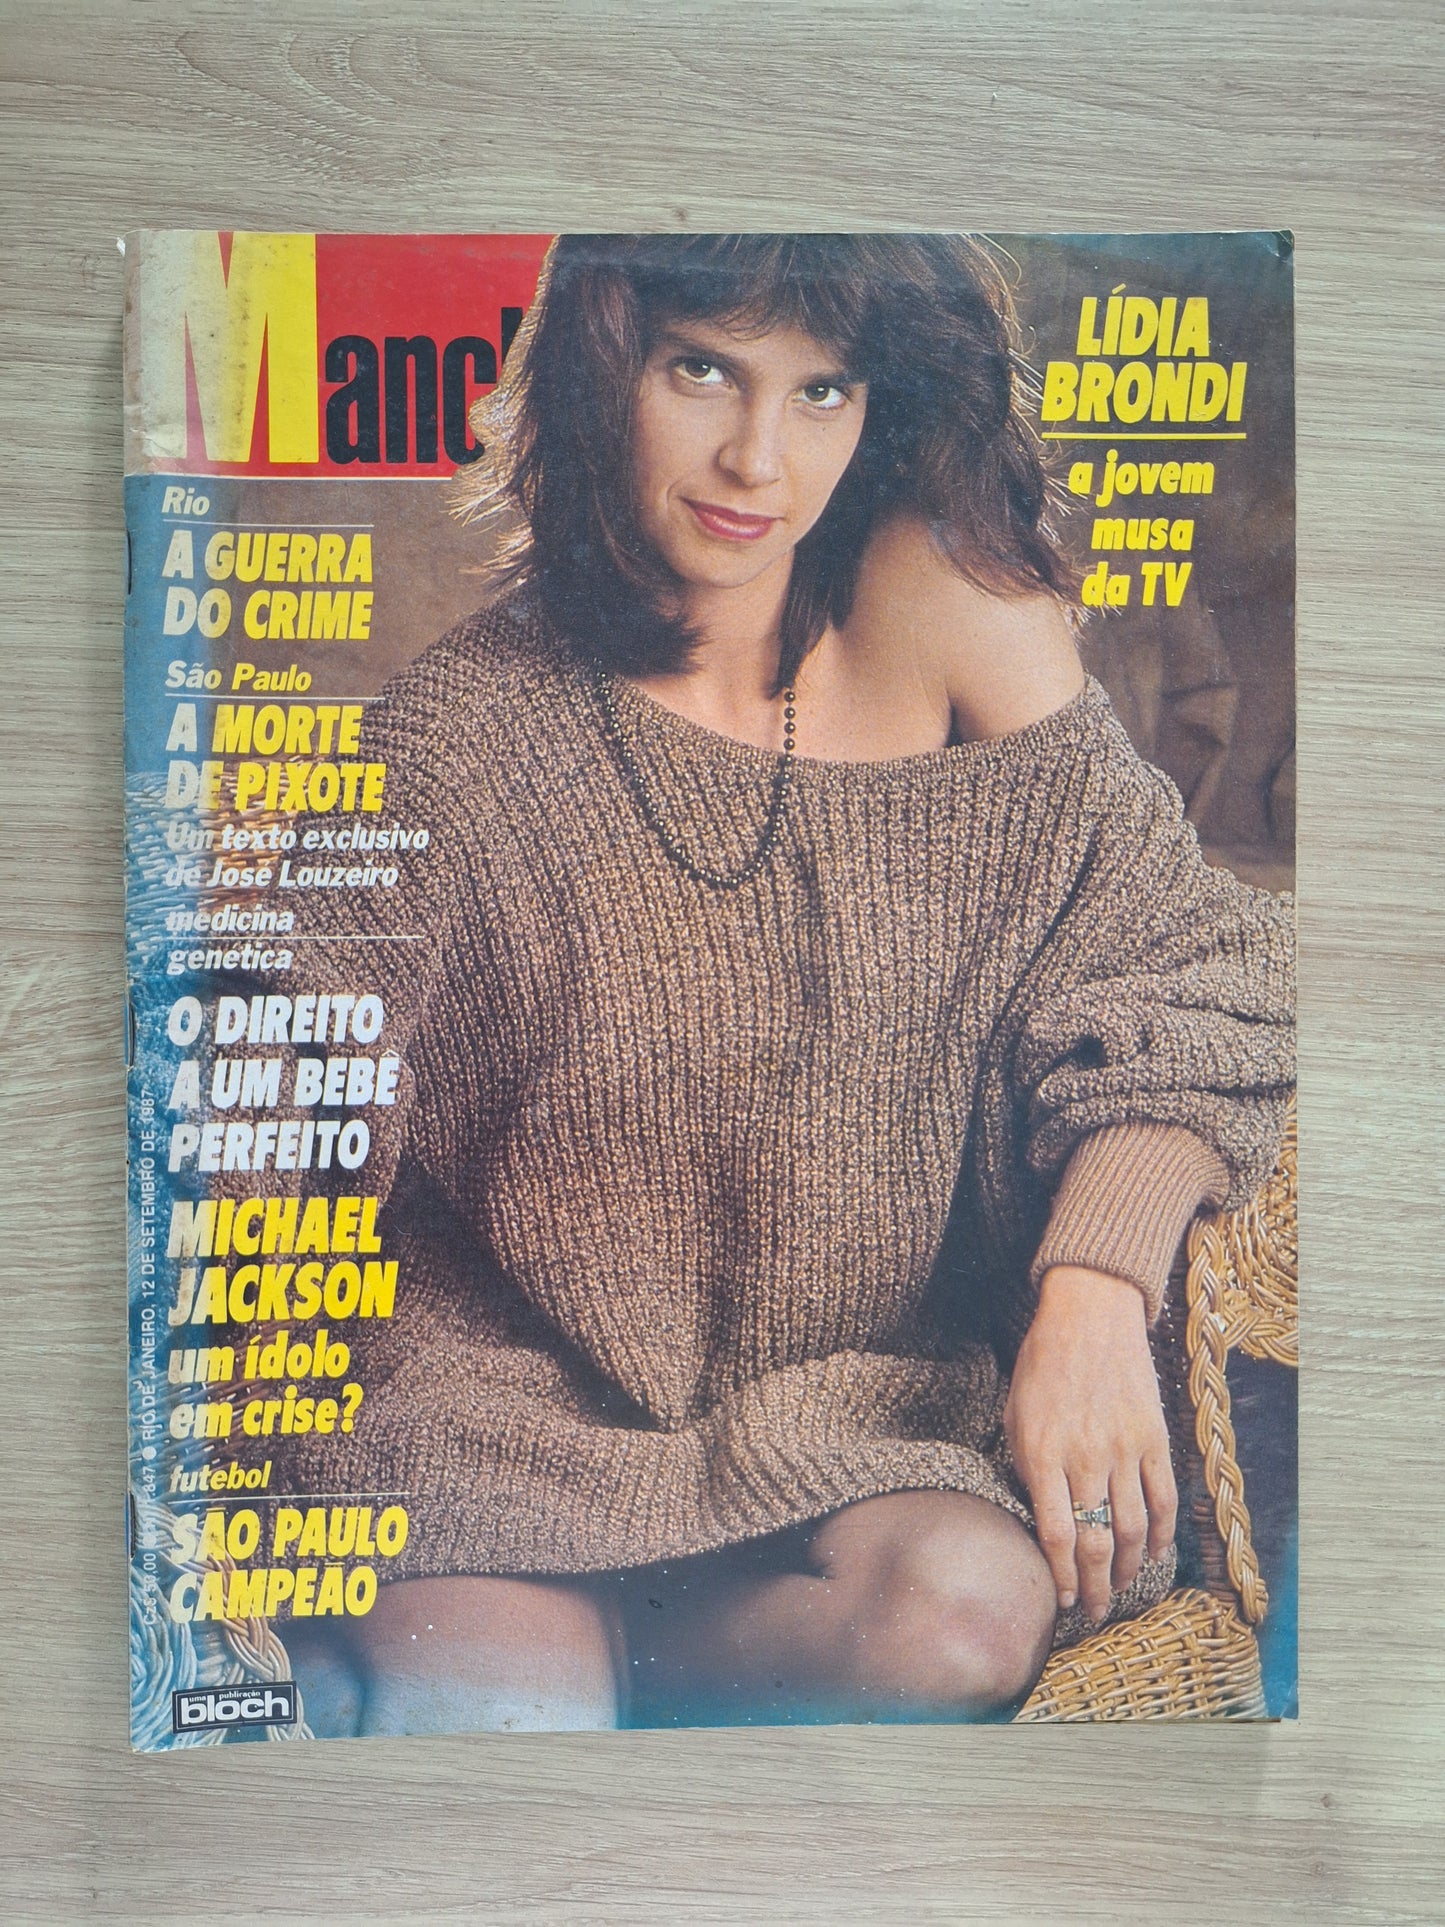 Manch
LÍDIA
BRONDI
a jovem
musa
da TV
Rio
A GUERRA
DO CRIME
São Paulo
A MORTE
DE PIXOTE
Um texto exclusivo
de José Louzeiro
medicina
genética
O DIREITO
A UM BEBÊ
PERFEITO
MICHAEL
JACKSON
um ídolo
em crise?
futebol
SÃO PAULO
CAMPEÃO
1.847 ● RIO DE JANEIRO, 12 DE SETEMBRO DE 1987
uma publicação
bloch